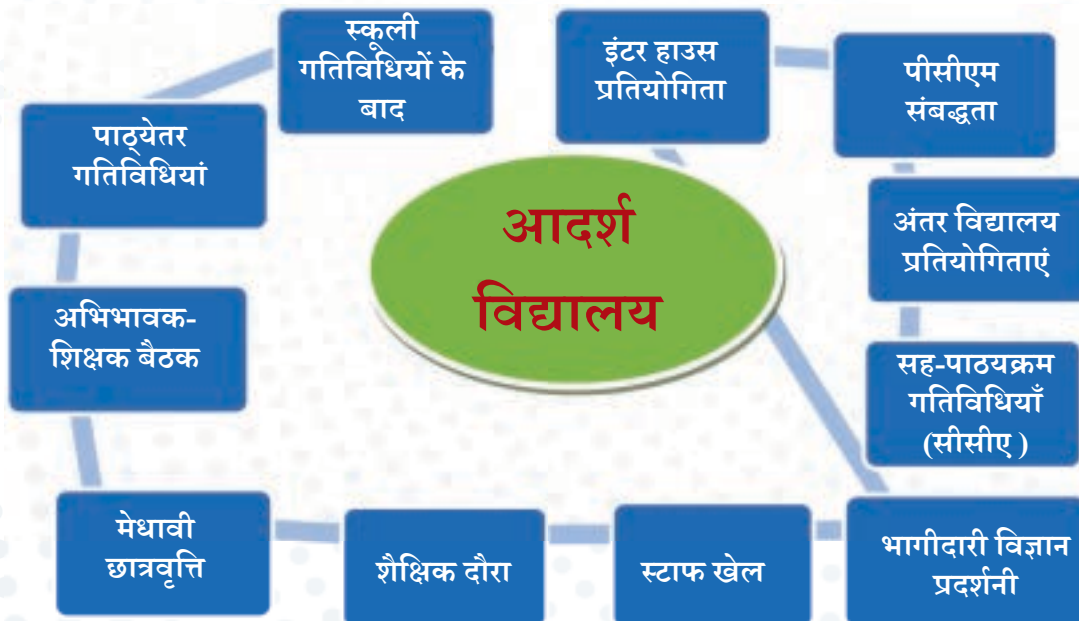 स्कूली
गतिविधियों के
बाद
इंटर हाउस
प्रतियोगिता
पीसीएम
संबद्धता
पाठ्येतर
गतिविधियां
आदर्श
विद्यालय
अंतर विद्यालय
प्रतियोगिताएं
अभिभावक-
शिक्षक बैठक
सह-पाठयक्रम
गतिविधियाँ
(सीसीए )
मेधावी
छात्रवृत्ति
शैक्षिक दौरा
स्टाफ खेल
भागीदारी विज्ञान
प्रदर्शनी